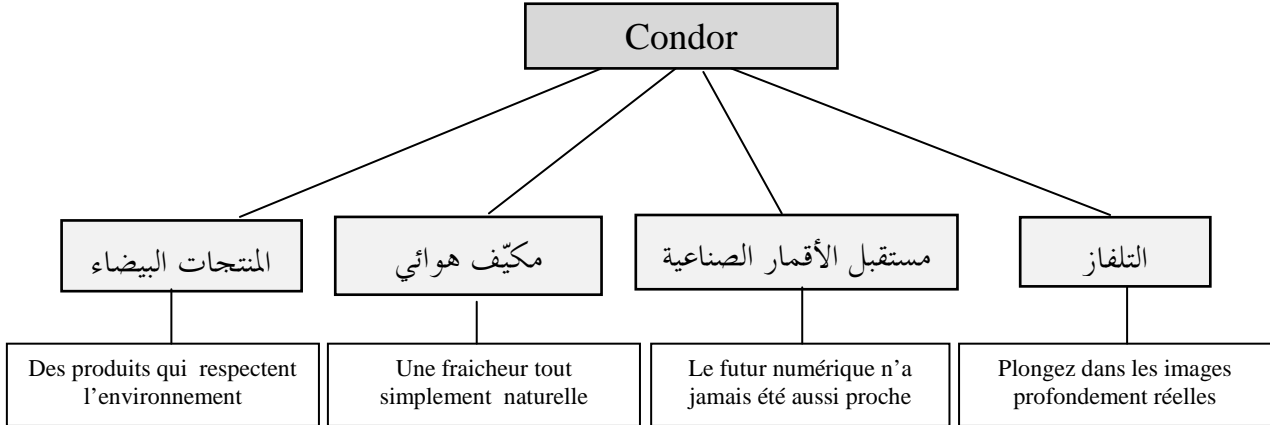 Condor
المنتجات البيضاء
مكيّف هوائي
مستقبل الأقمار الصناعية
التلفاز
Des produits qui respectent
l’environnement
Une fraicheur tout
simplement naturelle
Le futur numérique n’a
jamais été aussi proche
Plongez dans les images
profondement réelles